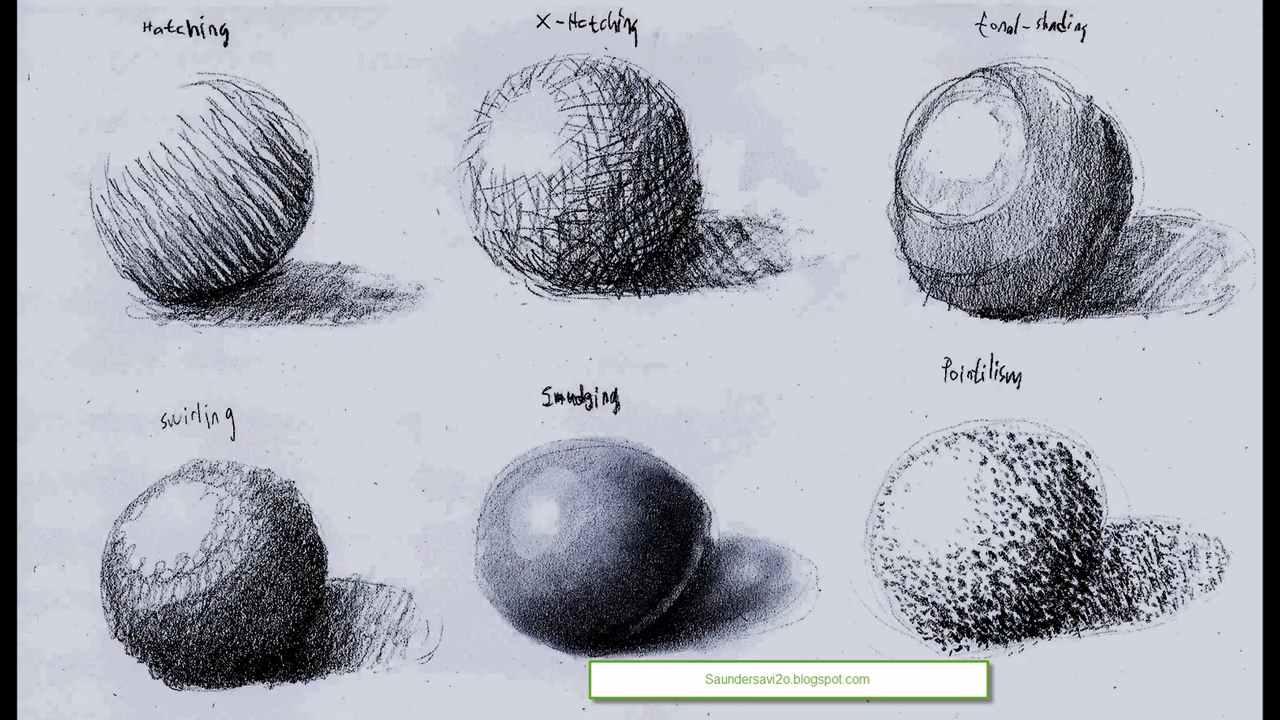 Hatching
X-Hatching
tonal-shading
swirling
Smudging
Pointilism
Saundersavi2o.blogspot.com